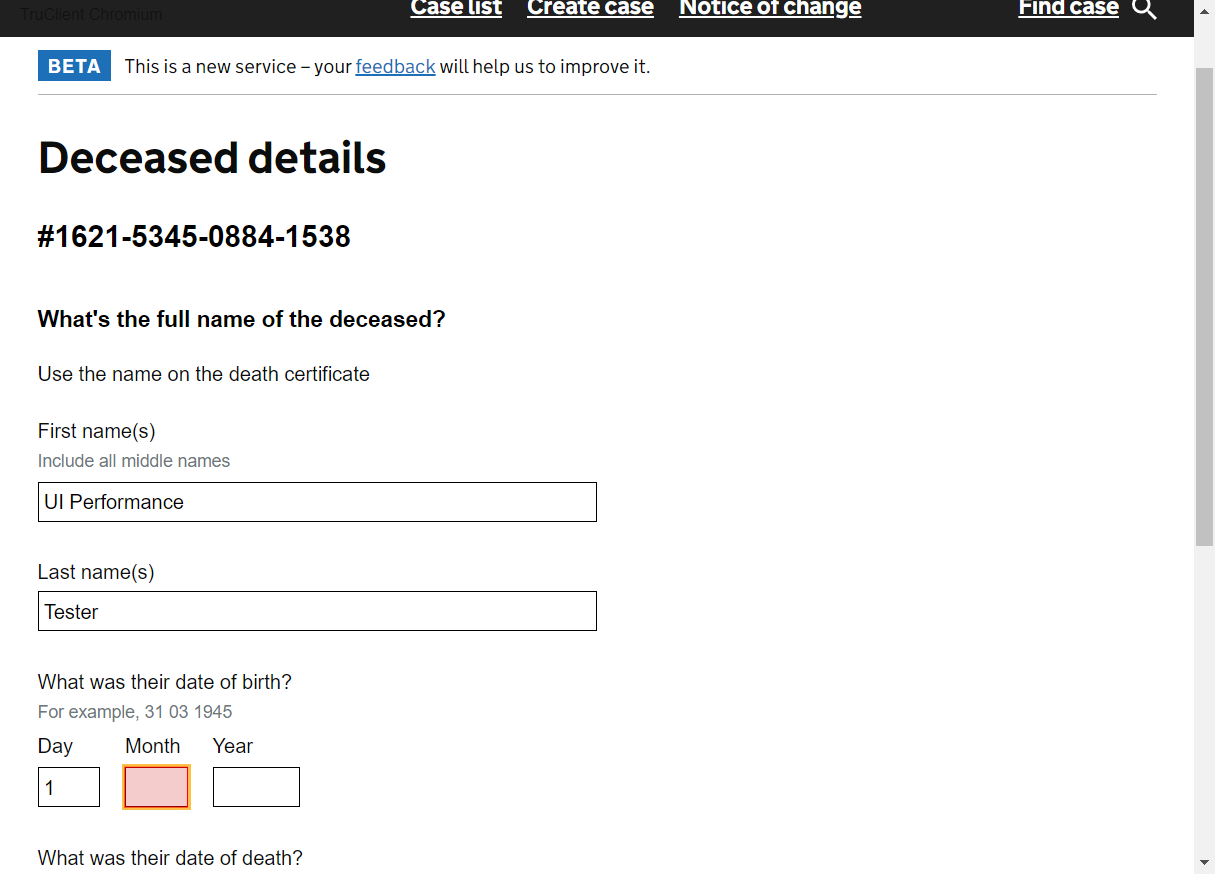 TruClient Chromium
Case list Create case Notice of change Find case
BETA This is a new service – your feedback will help us to improve it.
Deceased details
#1621-5345-0884-1538
What's the full name of the deceased?
Use the name on the death certificate
First name(s)
Include all middle names
UI Performance
Last name(s)
Tester
What was their date of birth?
For example, 31 03 1945
Day Month Year
1
What was their date of death?